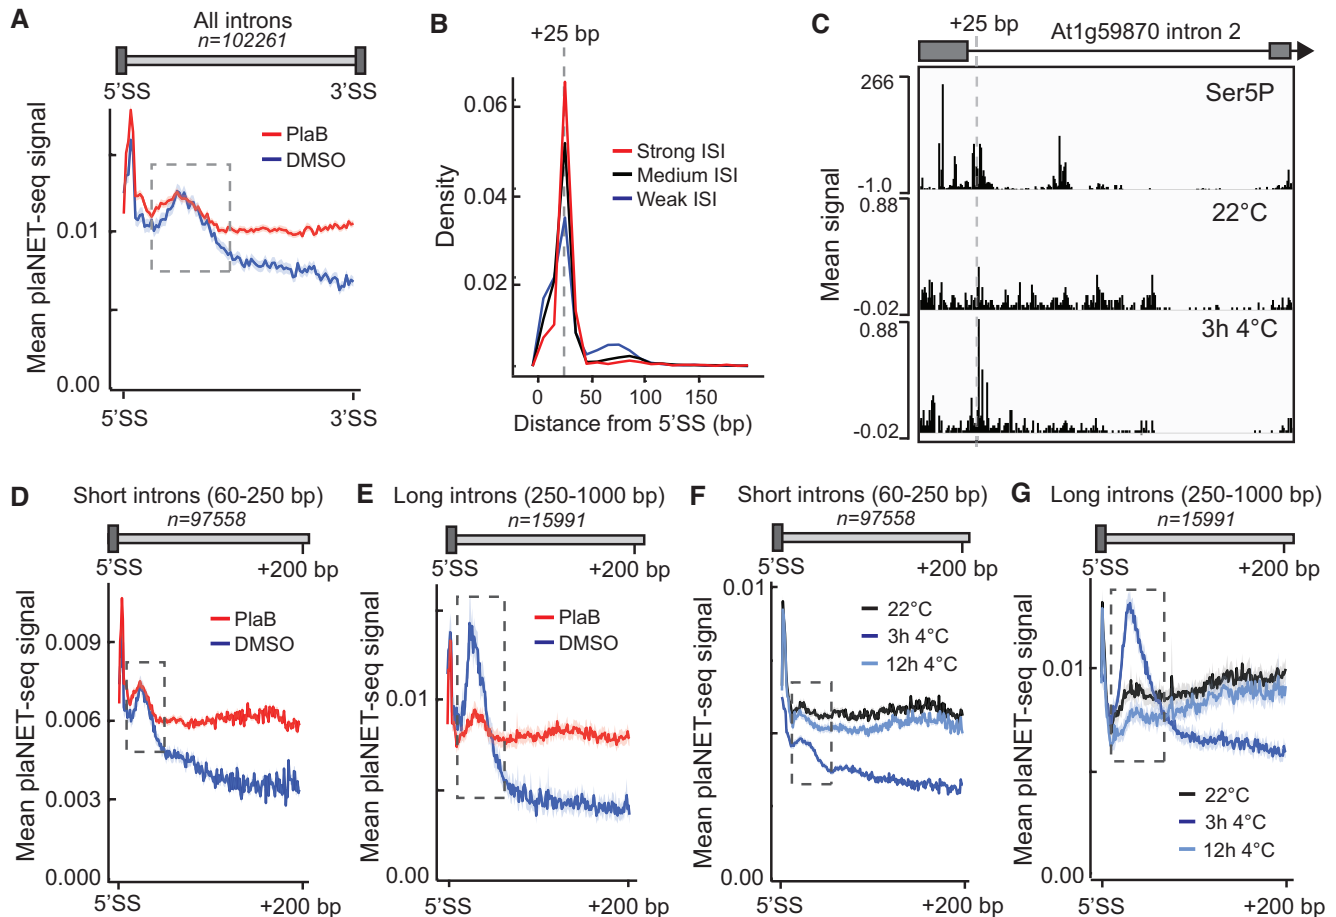 A
All introns
n=102261
5'SS
3'SS
PlaB
DMSO
Mean plaNET-seq signal
0.01
0.00
5'SS
3'SS
B
+25 bp
Strong ISI
Medium ISI
Weak ISI
Density
0.06
0.04
0.02
0
50
100
150
Distance from 5'SS (bp)
C
+25 bp
At1g59870 intron 2
Mean signal
266
-1.0
Ser5P
0.88
-0.02
22°C
0.88
-0.02
3h 4°C
D
Short introns (60-250 bp)
n=97558
5'SS
+200 bp
PlaB
DMSO
Mean plaNET-seq signal
0.009
0.006
0.003
0.000
5'SS
+200 bp
E
Long introns (250-1000 bp)
n=15991
5'SS
+200 bp
PlaB
DMSO
Mean plaNET-seq signal
0.01
0.00
5'SS
+200 bp
F
Short introns (60-250 bp)
n=97558
5'SS
+200 bp
22°C
3h 4°C
12h 4°C
Mean plaNET-seq signal
0.01
0.00
5'SS
+200 bp
G
Long introns (250-1000 bp)
n=15991
5'SS
+200 bp
Mean plaNET-seq signal
0.01
0.00
22°C
3h 4°C
12h 4°C
5'SS
+200 bp